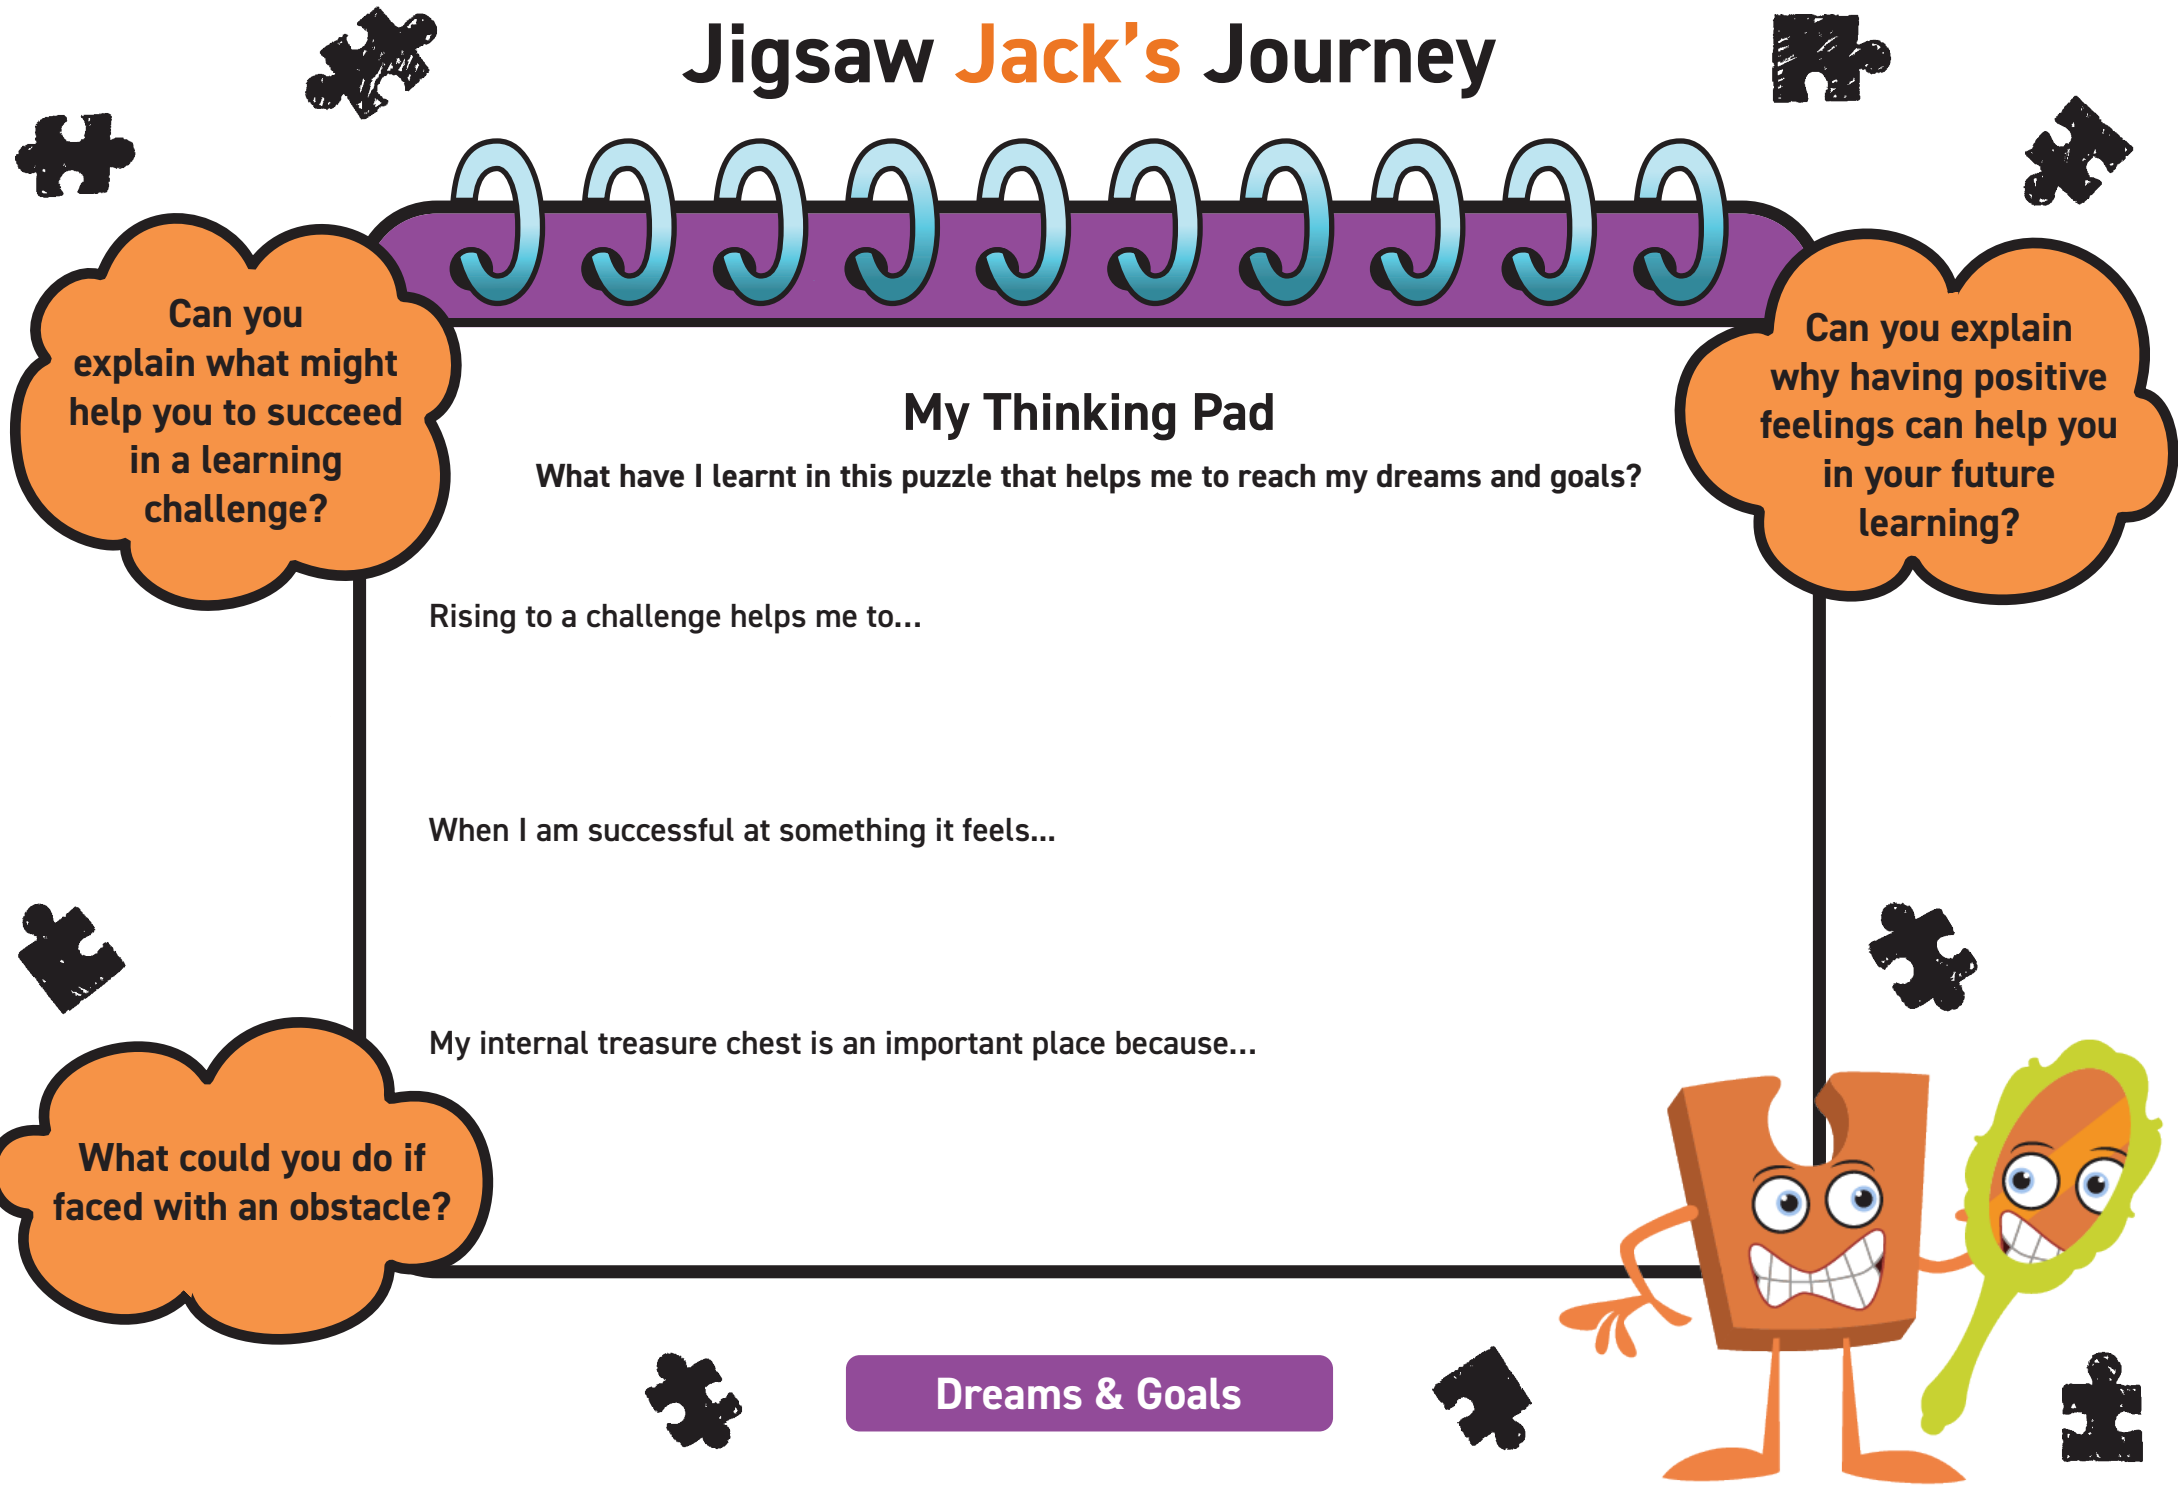 Jigsaw Jack's Journey
Can you
explain what might
help you to succeed
in a learning
challenge?
Can you explain
why having positive
feelings can help you
in your future
learning?
My Thinking Pad
What have I learnt in this puzzle that helps me to reach my dreams and goals?
Rising to a challenge helps me to…
When I am successful at something it feels...
My internal treasure chest is an important place because…
What could you do if
faced with an obstacle?
Dreams & Goals